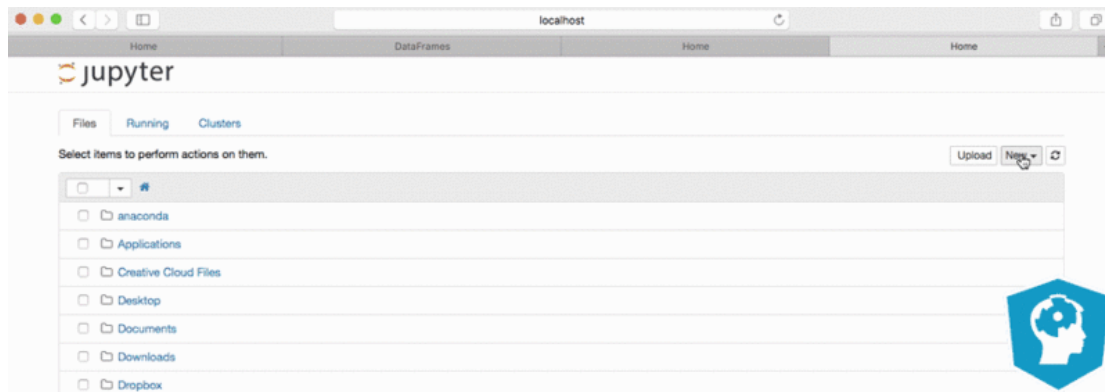 localhost
Home DataFrames Home Home
jupyter
Files Running Clusters
Select items to perform actions on them. Upload New
anaconda
Applications
Creative Cloud Files
Desktop
Documents
Downloads
Dropbox